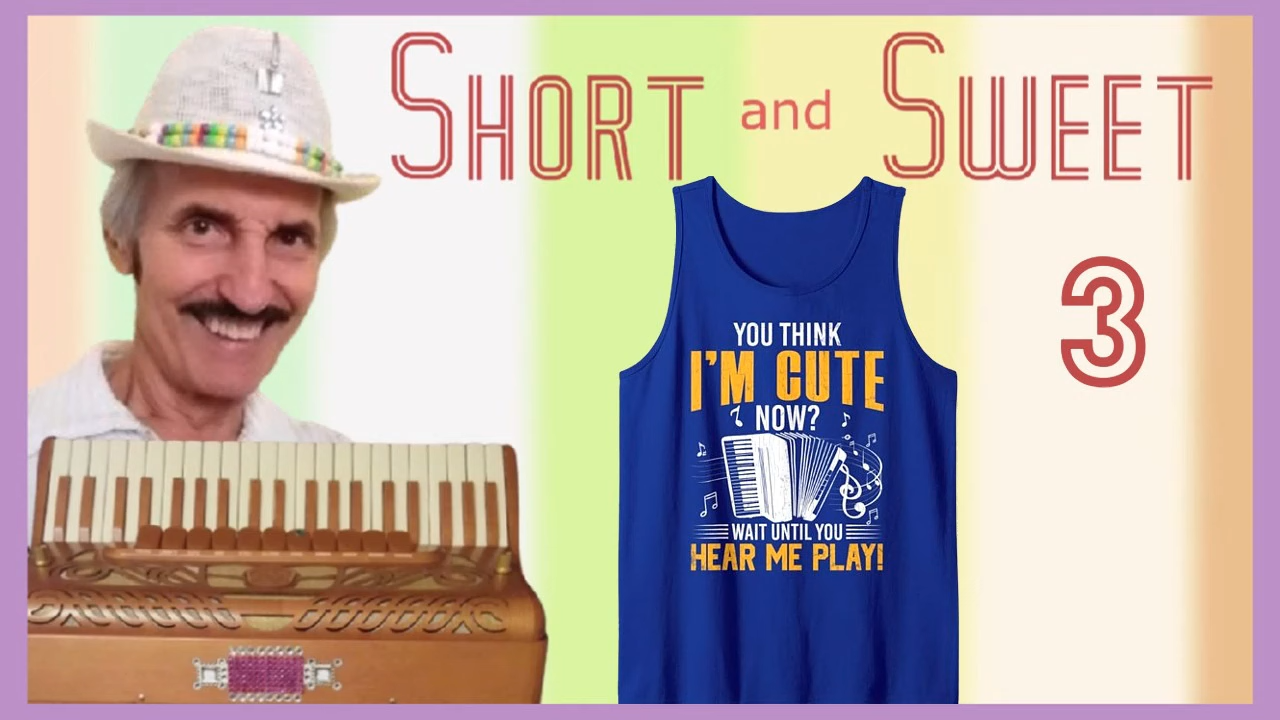 SHORT and SWEET
3
YOU THINK
I'M CUTE
NOW?
WAIT UNTIL YOU
HEAR ME PLAY!